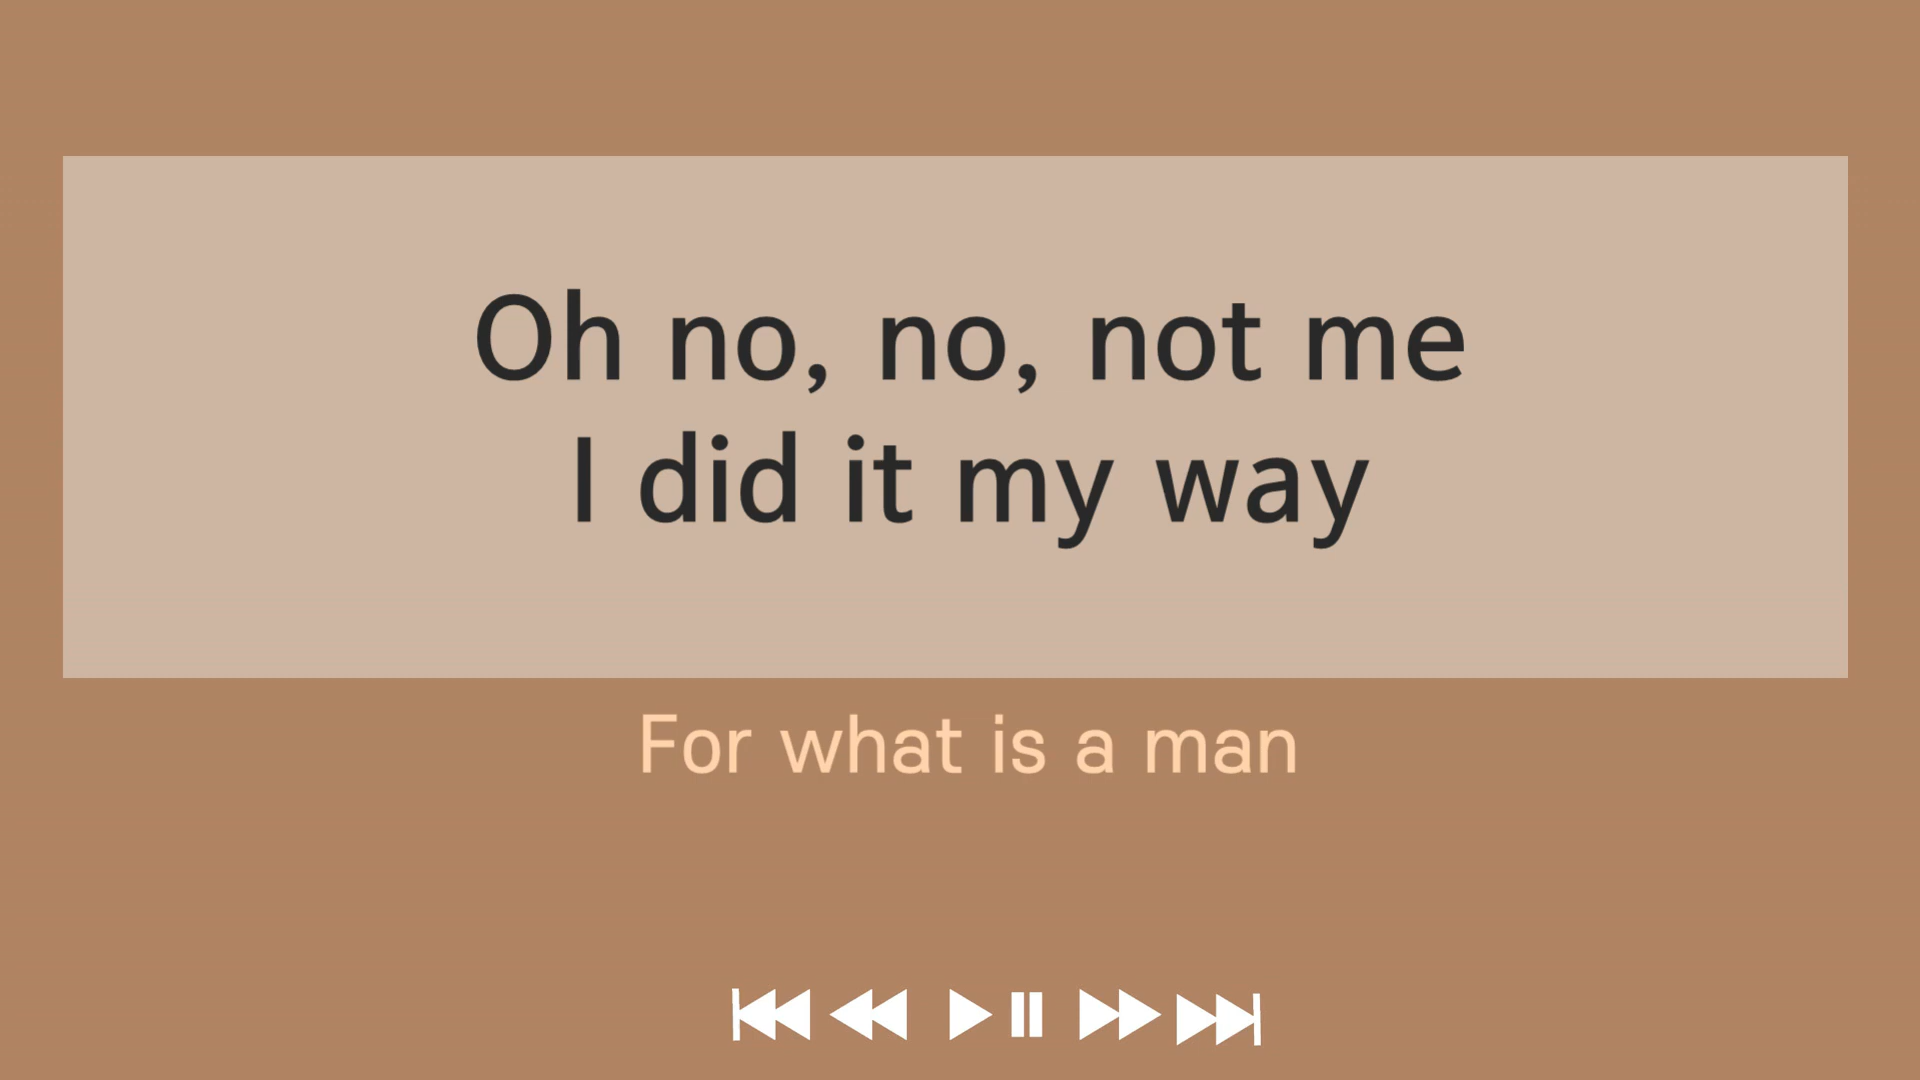 Oh no, no, not me
I did it my way
For what is a man